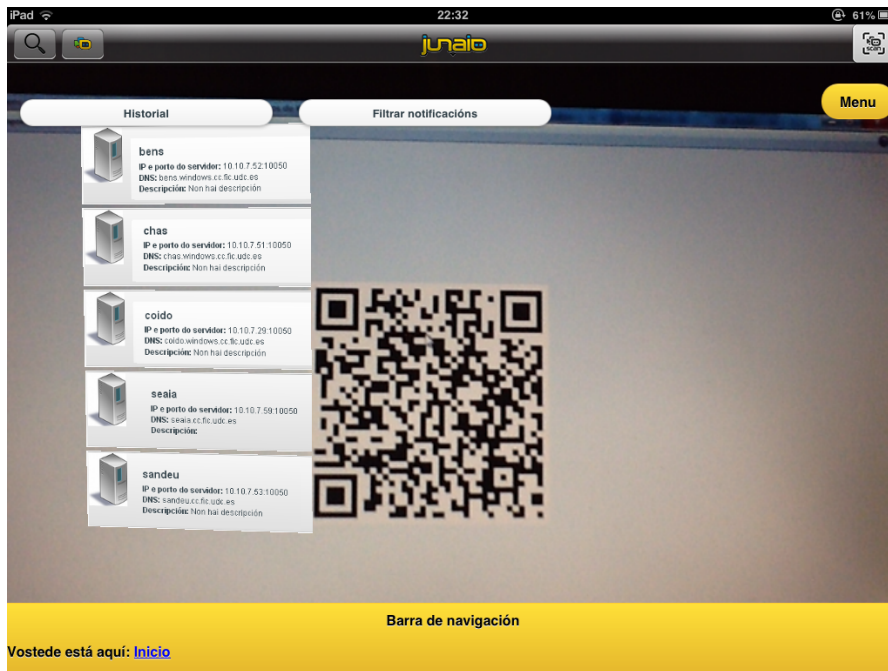 iPad 22:32 61%
junaio
scan
Menu
Historial Filtrar notificacións
bens
IP e porto do servidor: 10.10.7.52:10050
DNS: bens.windows.cc.fic.udc.es
Descripción: Non hai descripción
chas
IP e porto do servidor: 10.10.7.51:10050
DNS: chas.windows.cc.fic.udc.es
Descripción: Non hai descripción
coido
IP e porto do servidor: 10.10.7.29:10050
DNS: coido.windows.cc.fic.udc.es
Descripción: Non hai descripción
seaia
IP e porto do servidor: 10.10.7.59:10050
DNS: seaia.cc.fic.udc.es
Descripción:
sandeu
IP e porto do servidor: 10.10.7.53:10050
DNS: sandeu.cc.fic.udc.es
Descripción: Non hai descripción
Barra de navegación
Vostede está aquí: Inicio